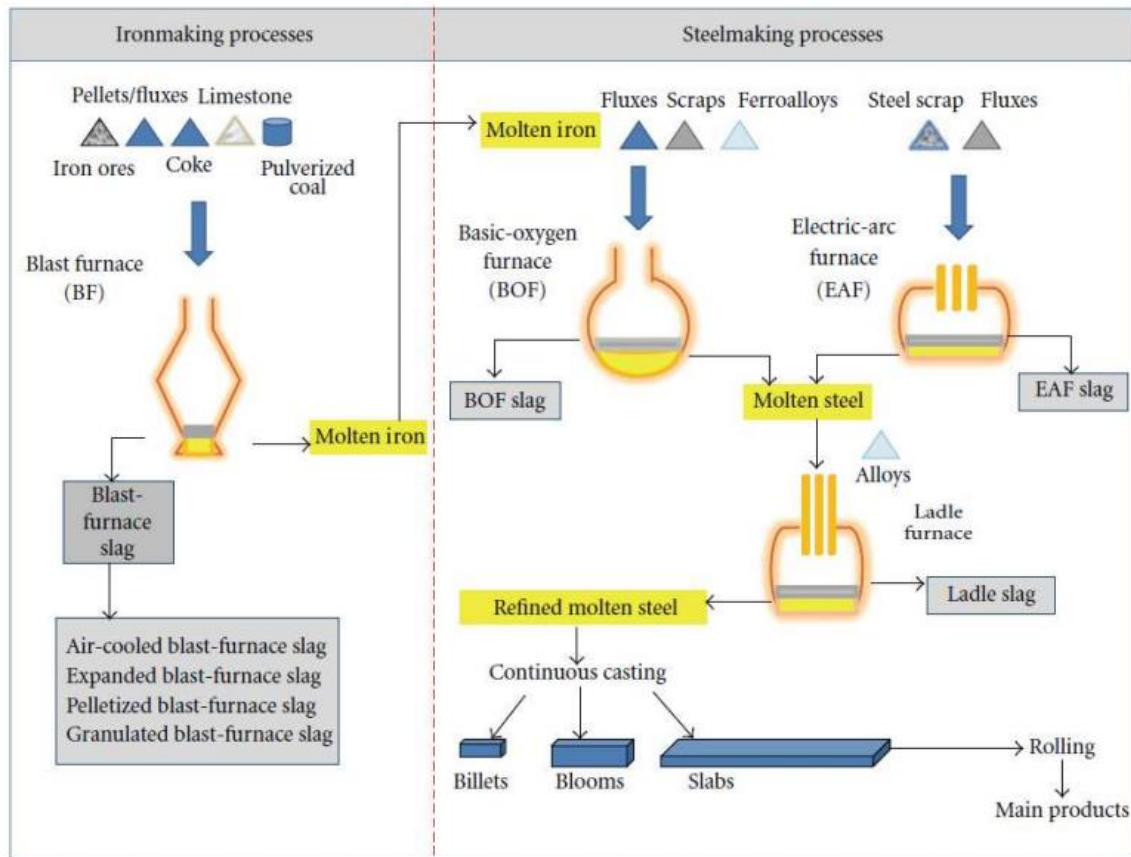 Ironmaking processes
Steelmaking processes
Pellets/fluxes Limestone
Iron ores
Coke
Pulverized
coal
Blast furnace
(BF)
Molten iron
Blast-
furnace
slag
Air-cooled blast-furnace slag
Expanded blast-furnace slag
Pelletized blast-furnace slag
Granulated blast-furnace slag
Molten iron
Fluxes Scraps Ferroalloys
Steel scrap Fluxes
Basic-oxygen
furnace
(BOF)
Electric-arc
furnace
(EAF)
BOF slag
Molten steel
EAF slag
Alloys
Ladle
furnace
Ladle slag
Refined molten steel
Continuous casting
Billets
Blooms
Slabs
Rolling
Main products